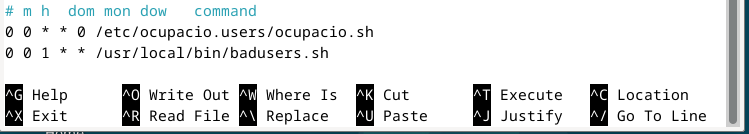 # m h  dom mon dow   command
0 0 * * 0 /etc/ocupacio.users/ocupacio.sh
0 0 1 * * /usr/local/bin/badusers.sh
^G Help ^O Write Out ^W Where Is ^K Cut ^T Execute ^C Location
^X Exit ^R Read File ^\ Replace ^U Paste ^J Justify ^/ Go To Line